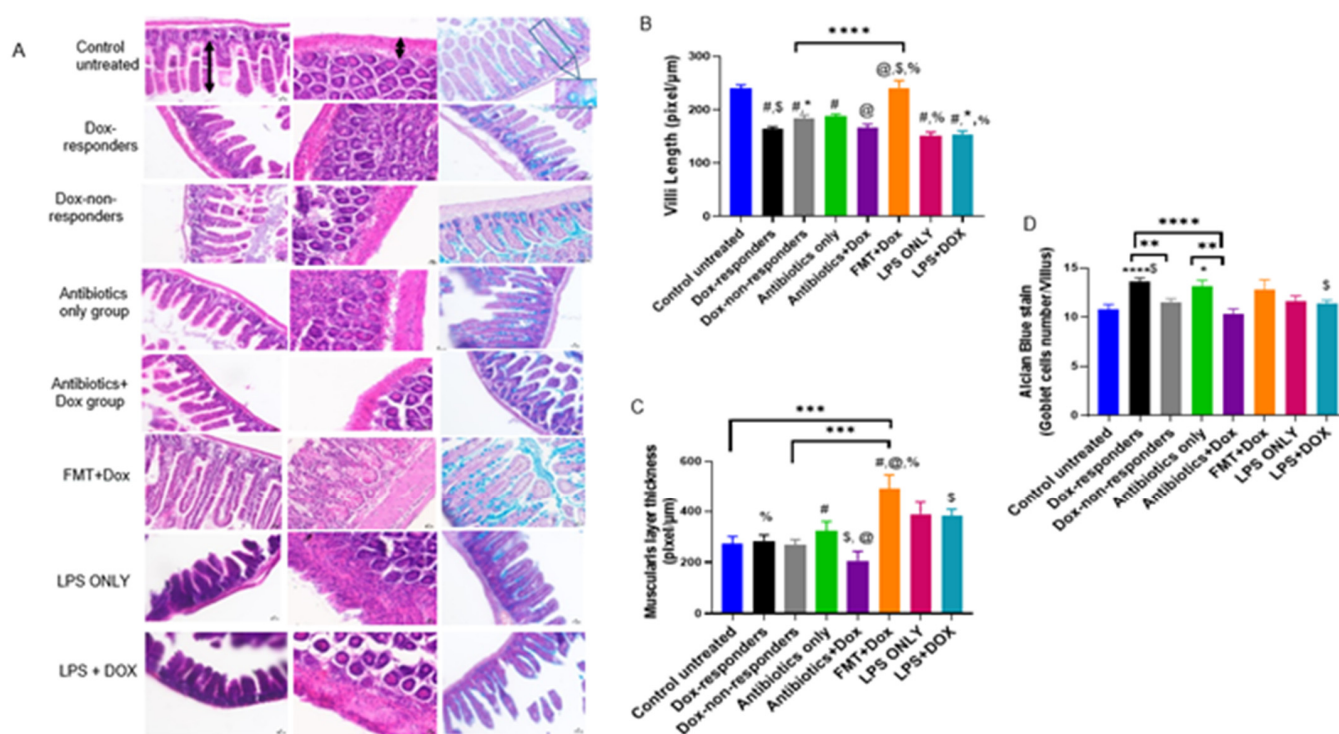 A
Control
untreated
Dox-
responders
Dox-non-
responders
Antibiotics
only group
Antibiotics+
Dox group
FMT+Dox
LPS ONLY
LPS + DOX
B
****
Villi Length (pixel/µm)
300
200
100
0
#,$
#,*
#
@
@,$,%
#,%
#,*,%
Control untreated
Dox-responders
Dox-non-responders
Antibiotics only
Antibiotics+Dox
FMT+Dox
LPS ONLY
LPS+DOX
C
***
***
Muscularis layer thickness
(pixel/µm)
600
400
200
0
%
#
$, @
#,@,%
$
Control untreated
Dox-responders
Dox-non-responders
Antibiotics only
Antibiotics+Dox
FMT+Dox
LPS ONLY
LPS+DOX
D
****
**
**
Alcian Blue stain
(Goblet cells number/Villus)
15
10
5
0
****$
*
$
Control untreated
Dox-responders
Dox-non-responders
Antibiotics only
Antibiotics+Dox
FMT+Dox
LPS ONLY
LPS+DOX